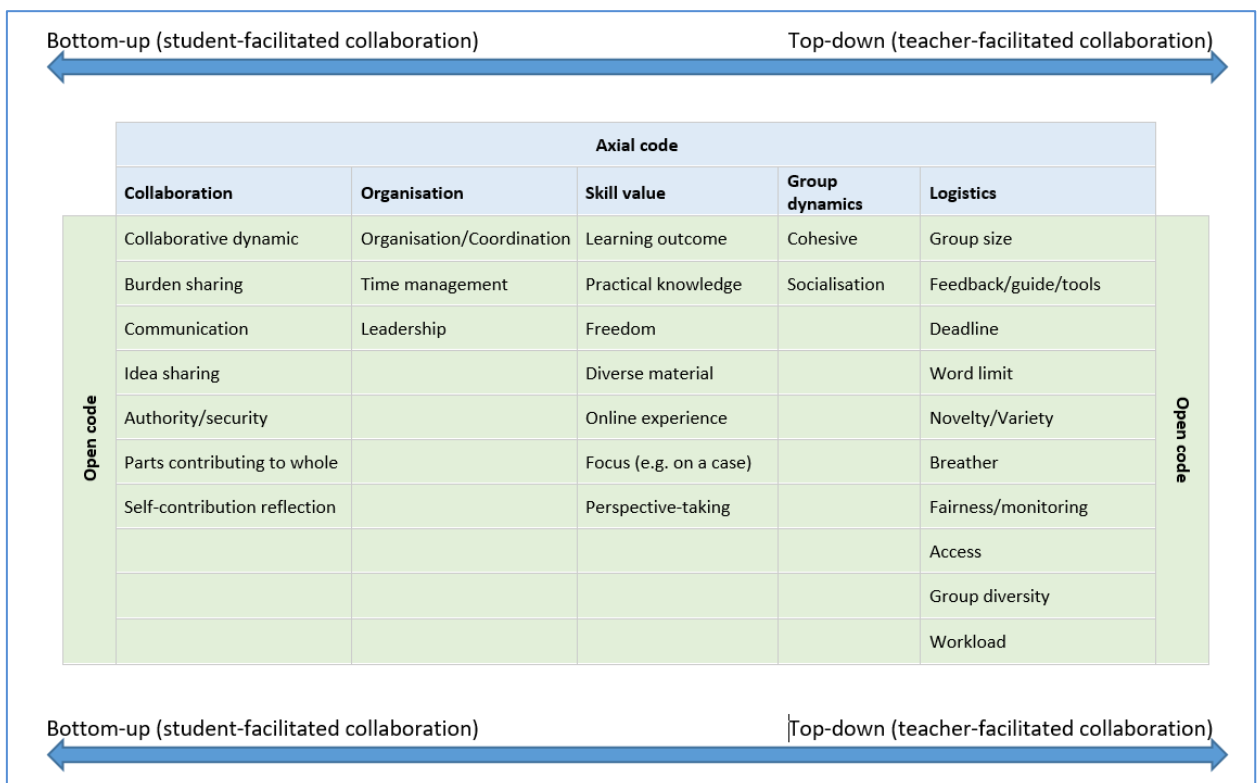 Bottom-up (student-facilitated collaboration) Top-down (teacher-facilitated collaboration)
Axial code
Collaboration Organisation Skill value Group dynamics Logistics
Open code
Collaborative dynamic Organisation/Coordination Learning outcome Cohesive Group size
Burden sharing Time management Practical knowledge Socialisation Feedback/guide/tools
Communication Leadership Freedom Deadline
Idea sharing Diverse material Word limit
Authority/security Online experience Novelty/Variety
Parts contributing to whole Focus (e.g. on a case) Breather
Self-contribution reflection Perspective-taking Fairness/monitoring
Access
Group diversity
Workload
Open code
Bottom-up (student-facilitated collaboration) Top-down (teacher-facilitated collaboration)